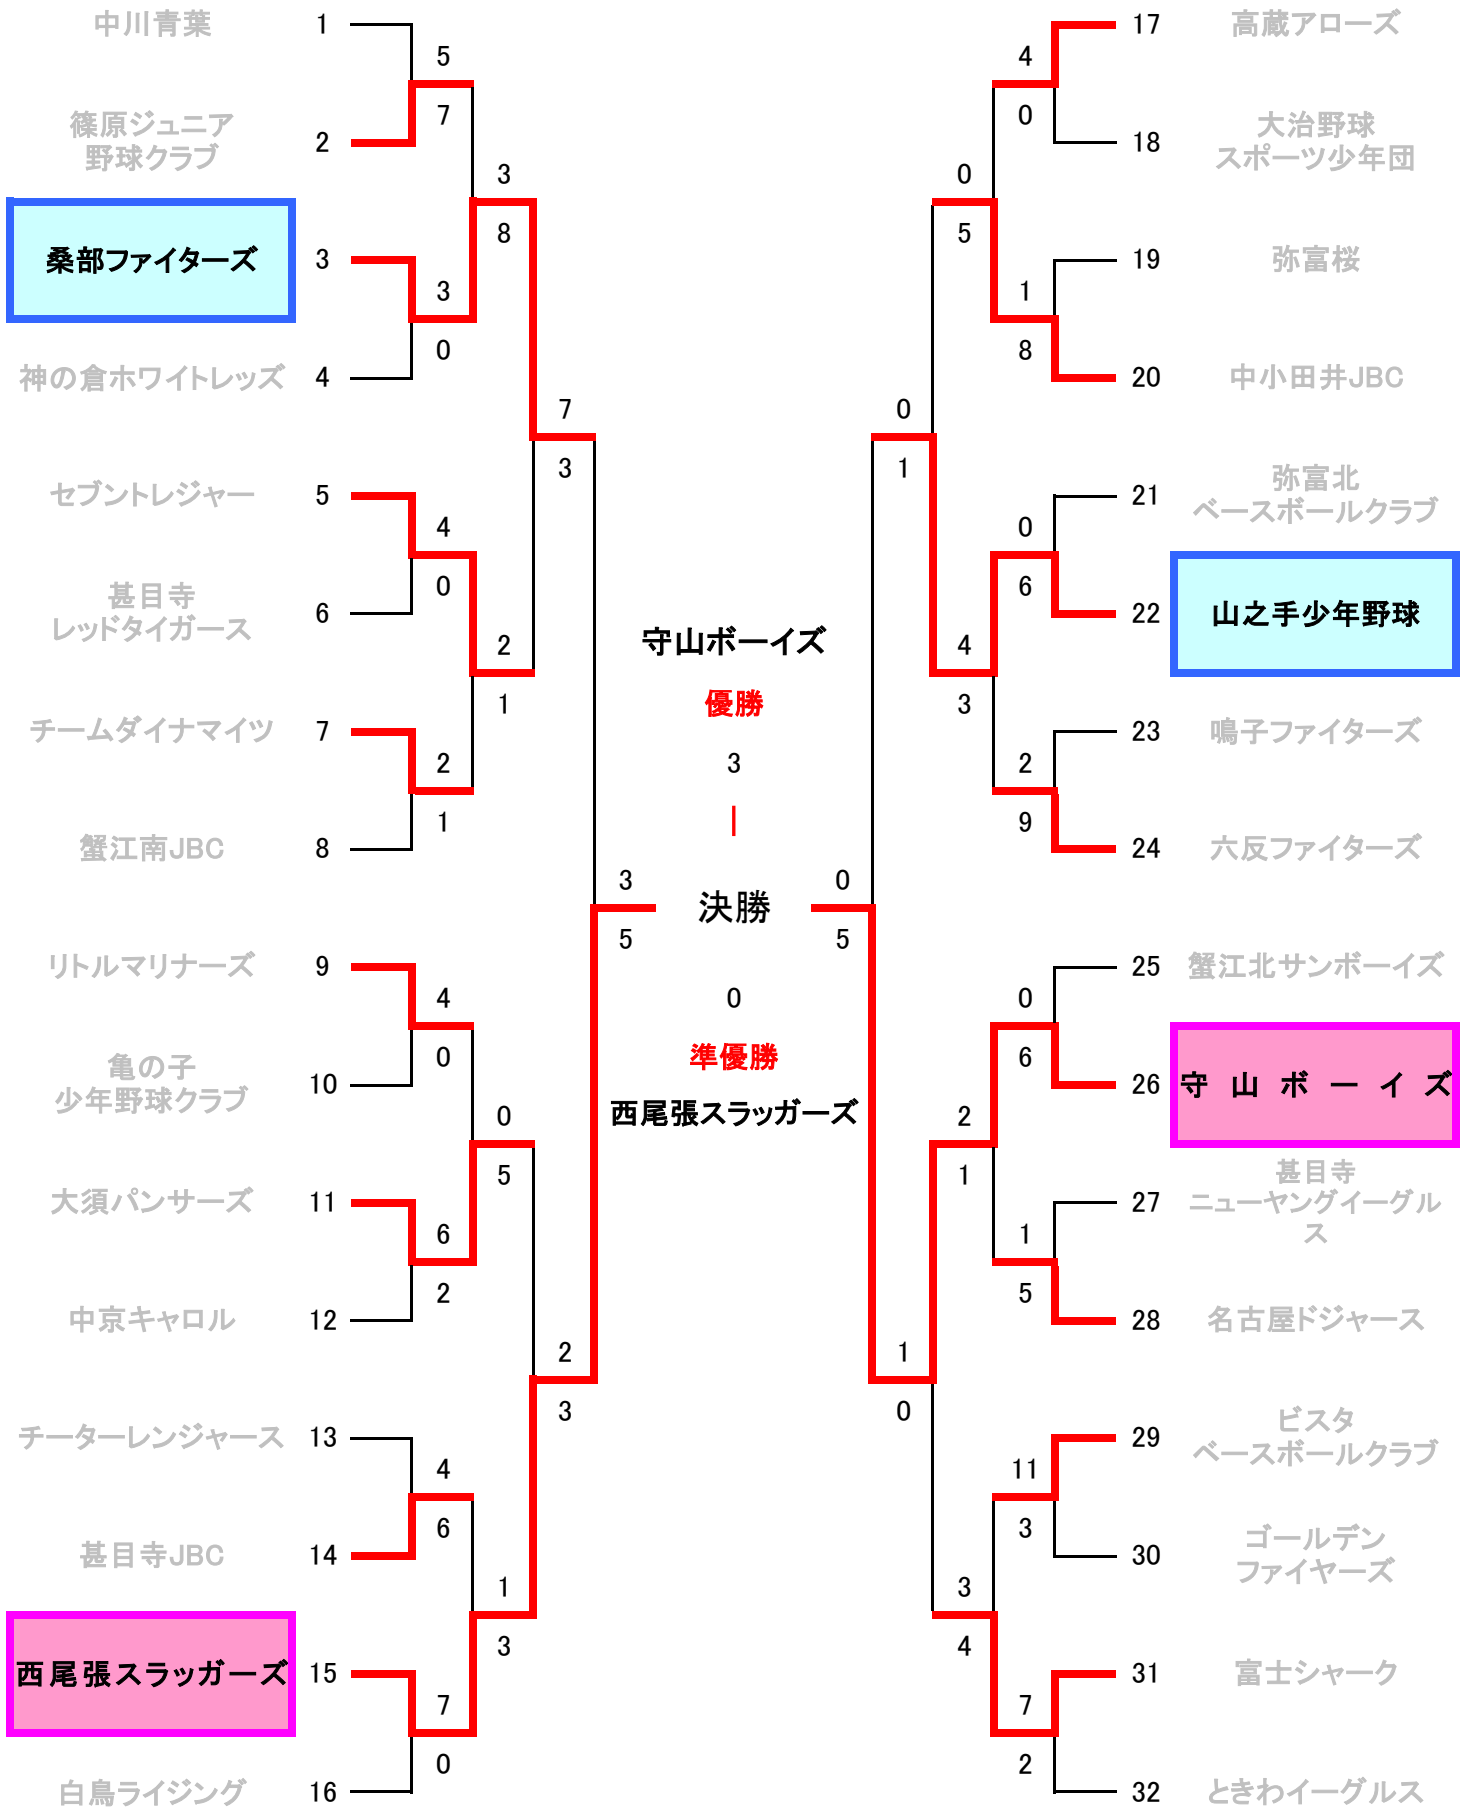 中川青葉 1
5
7
篠原ジュニア
野球クラブ 2
3
8
桑部ファイターズ 3
3
0
神の倉ホワイトレッズ 4
7
3
セブントレジャー 5
4
0
甚目寺
レッドタイガース 6
2
1
チームダイナマイツ 7
2
1
蟹江南JBC 8
3
5
リトルマリナーズ 9
4
0
亀の子
少年野球クラブ 10
0
5
大須パンサーズ 11
6
2
中京キャロル 12
2
3
チーターレンジャース 13
4
6
甚目寺JBC 14
1
3
西尾張スラッガーズ 15
7
0
白鳥ライジング 16
守山ボーイズ
優勝
3
|
決勝
0
準優勝
西尾張スラッガーズ
17 高蔵アローズ
4
0
18 大治野球
スポーツ少年団
0
5
19 弥富桜
1
8
20 中小田井JBC
0
1
21 弥富北
ベースボールクラブ
0
6
22 山之手少年野球
4
3
23 鳴子ファイターズ
2
9
24 六反ファイターズ
0
5
25 蟹江北サンボーイズ
0
6
26 守山ボーイズ
2
1
27 甚目寺
ニューヤングイーグル
ス
1
5
28 名古屋ドジャース
1
0
29 ビスタ
ベースボールクラブ
11
3
30 ゴールデン
ファイヤーズ
3
4
31 富士シャーク
7
2
32 ときわイーグルス